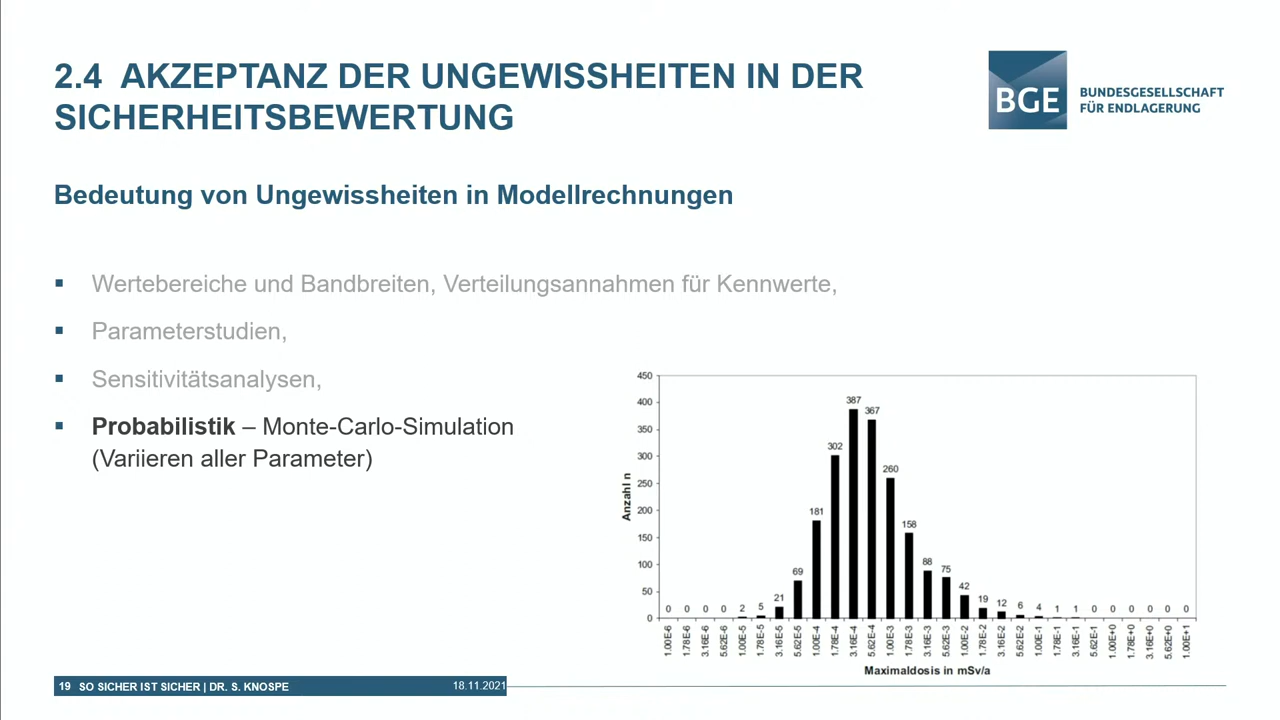 2.4 AKZEPTANZ DER UNGEWISSHEITEN IN DER
SICHERHEITSBEWERTUNG
BGE
BUNDESGESELLSCHAFT
FÜR ENDLAGERUNG
Bedeutung von Ungewissheiten in Modellrechnungen
▪ Wertebereiche und Bandbreiten, Verteilungsannahmen für Kennwerte,
▪ Parameterstudien,
▪ Sensitivitätsanalysen,
▪ Probabilistik – Monte-Carlo-Simulation
(Variieren aller Parameter)
Anzahl n
450
400
350
300
250
200
150
100
50
0
0 0 0 0 2 5 21 69 181 302 387 367 260 158 88 75 42 19 12 6 4 1 1 0 0 0 0 0 0
1.00E-6 1.78E-6 3.16E-6 5.62E-6 1.00E-5 1.78E-5 3.16E-5 5.62E-5 1.00E-4 1.78E-4 3.16E-4 5.62E-4 1.00E-3 1.78E-3 3.16E-3 5.62E-3 1.00E-2 1.78E-2 3.16E-2 5.62E-2 1.00E-1 1.78E-1 3.16E-1 5.62E-1 1.00E+0 1.78E+0 3.16E+0 5.62E+0 1.00E+1
Maximaldosis in mSv/a
19 SO SICHER IST SICHER | DR. S. KNOSPE 18.11.2021